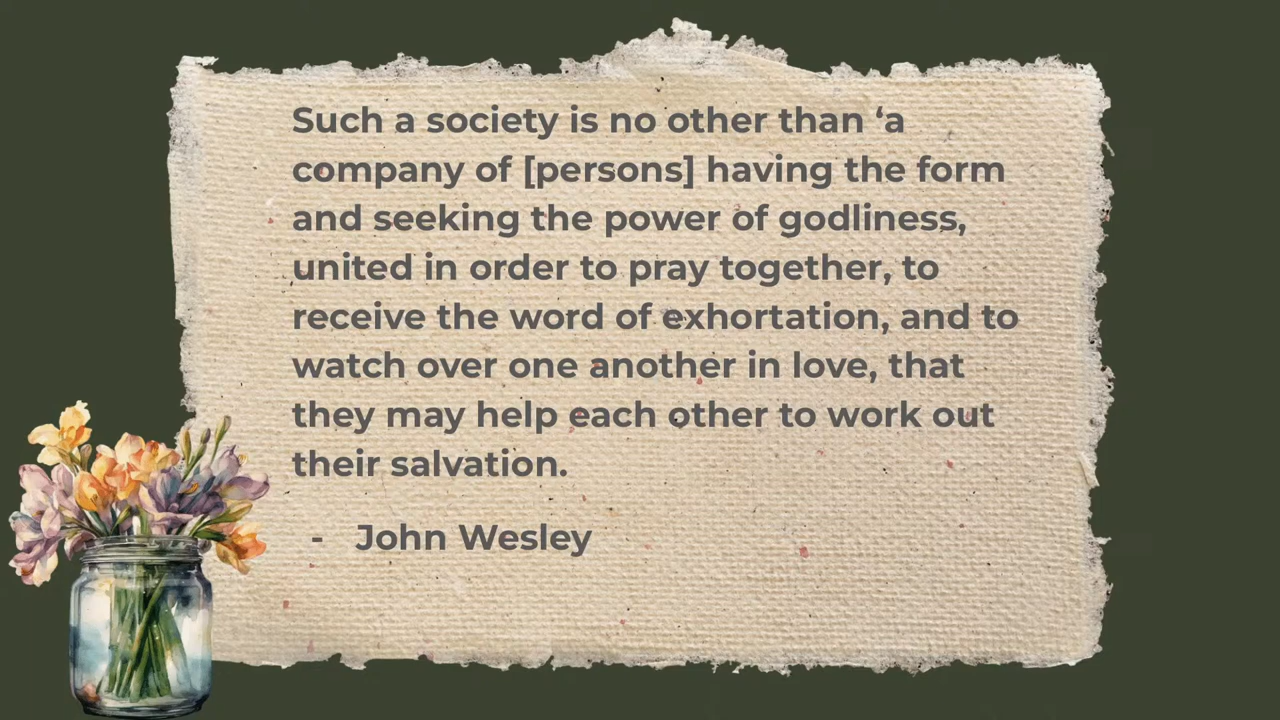 Such a society is no other than ‘a
company of [persons] having the form
and seeking the power of godliness,
united in order to pray together, to
receive the word of exhortation, and to
watch over one another in love, that
they may help each other to work out
their salvation.
- John Wesley